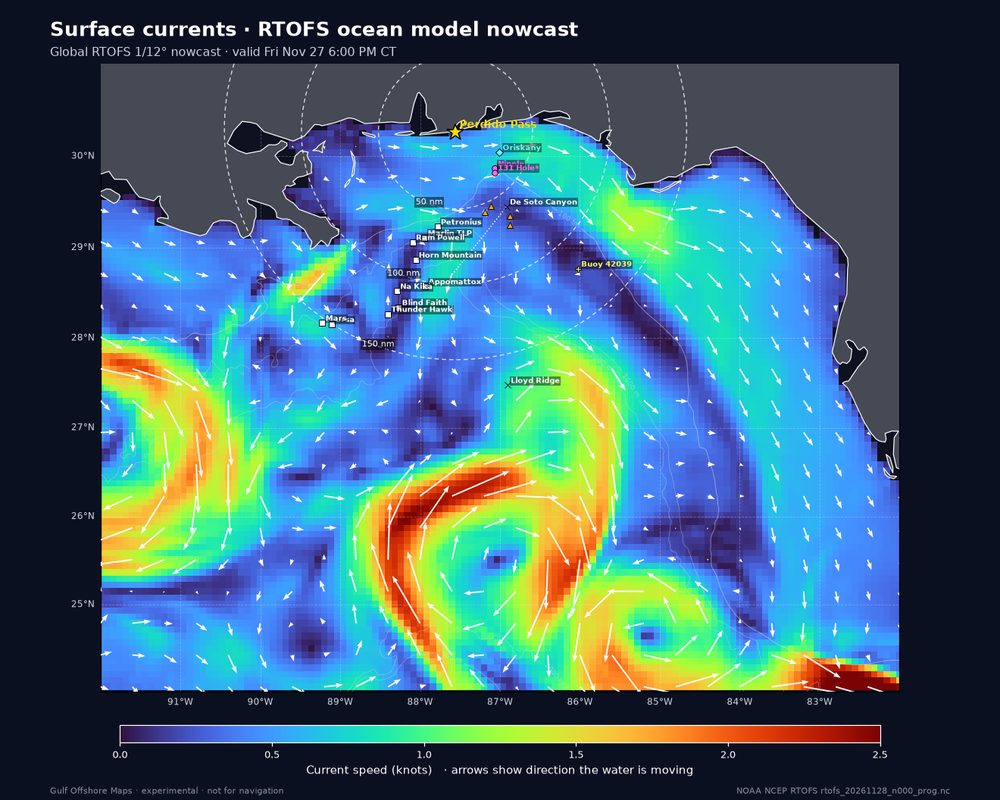 Surface currents · RTOFS ocean model nowcast
Global RTOFS 1/12° nowcast · valid Fri Nov 27 6:00 PM CT
Perdido Pass
Oriskany
30°N
131 Hole
50 nm
De Soto Canyon
Petronius
Marlin TLP
Ram Powell
29°N
Horn Mountain
Buoy 42039
100 nm
Appomattox
Na Kika
Blind Faith
Thunder Hawk
Mars
28°N
150 nm
Lloyd Ridge
27°N
26°N
25°N
91°W 90°W 89°W 88°W 87°W 86°W 85°W 84°W 83°W
0.0 0.5 1.0 1.5 2.0 2.5
Current speed (knots) · arrows show direction the water is moving
Gulf Offshore Maps · experimental · not for navigation
NOAA NCEP RTOFS rtofs_20261128_n000_prog.nc